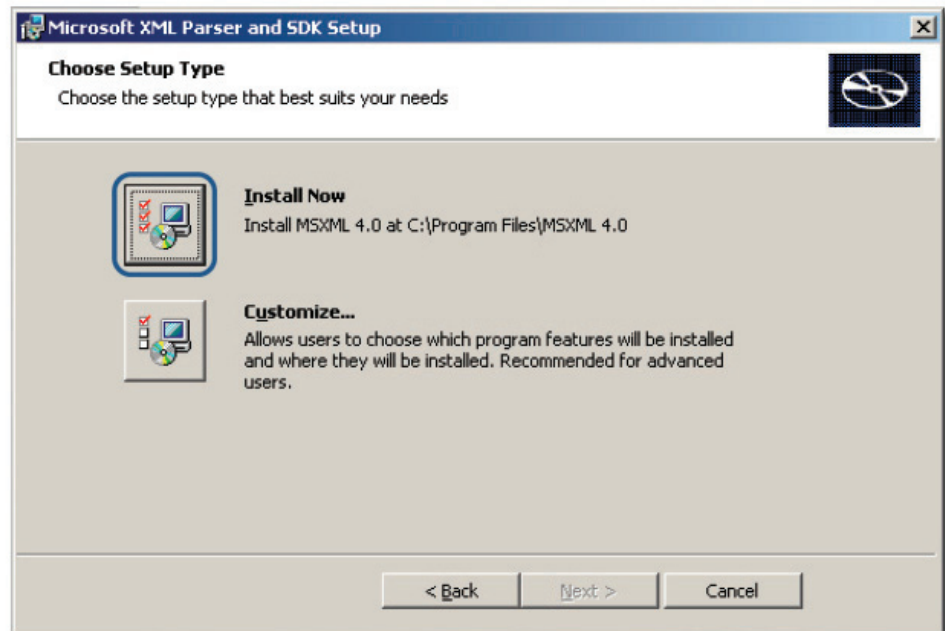 Microsoft XML Parser and SDK Setup
Choose Setup Type
Choose the setup type that best suits your needs
Install Now
Install MSXML 4.0 at C:\Program Files\MSXML 4.0
Customize...
Allows users to choose which program features will be installed
and where they will be installed. Recommended for advanced
users.
< Back
Next >
Cancel